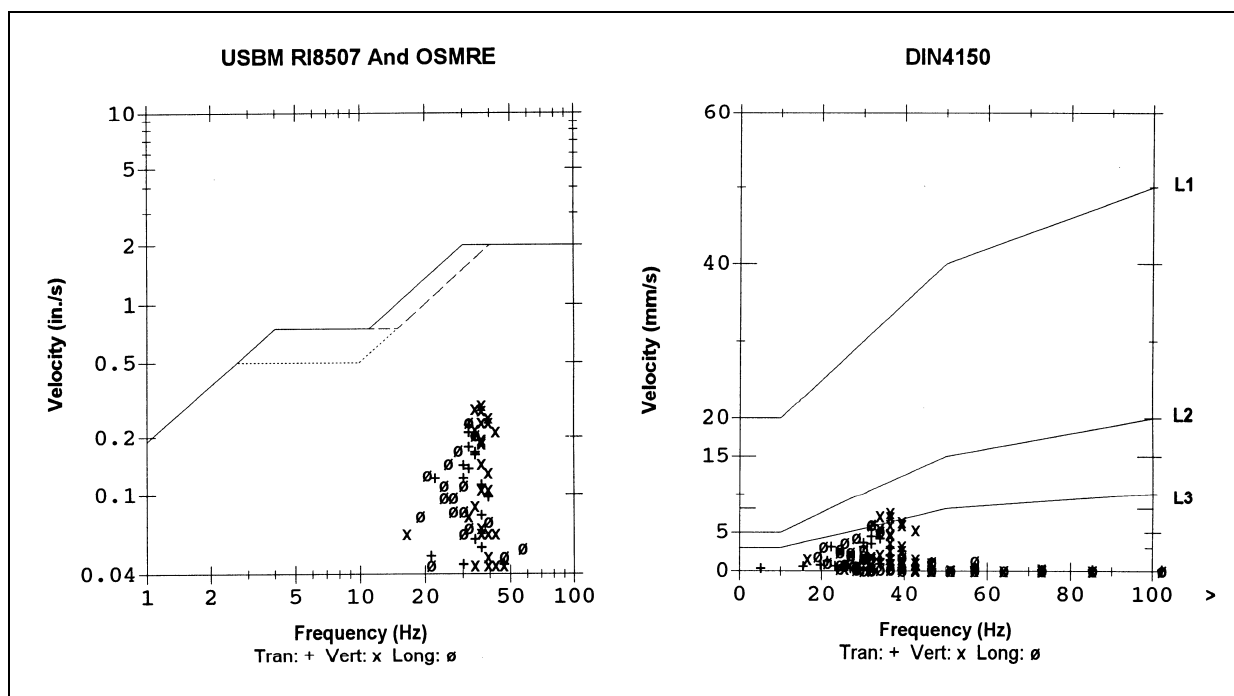 USBM RI8507 And OSMRE
10
5
2
1
0.5
0.2
0.1
0.04
Velocity (in./s)
1 2 5 10 20 50 100
Frequency (Hz)
Tran: + Vert: x Long: ø
DIN4150
60
40
20
15
5
0
Velocity (mm/s)
L1
L2
L3
0 20 40 60 80 100 >
Frequency (Hz)
Tran: + Vert: x Long: ø